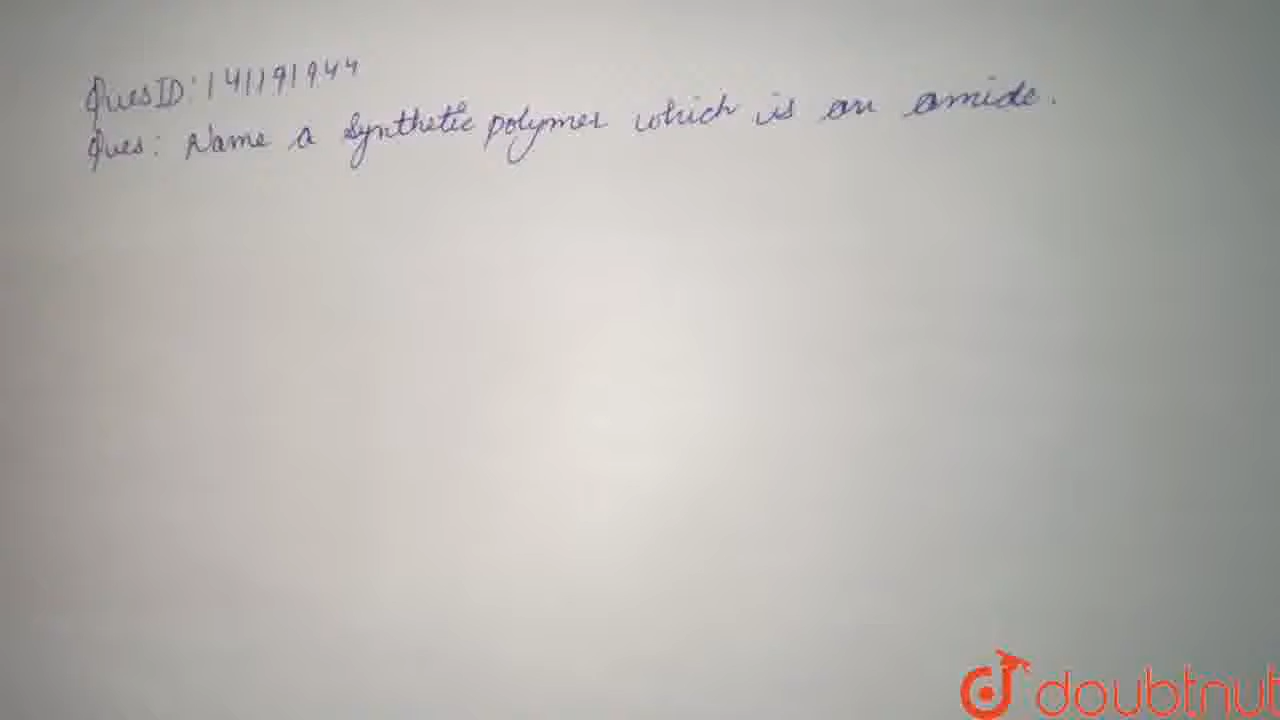 QuesID: 141191944
Ques: Name a synthetic polymer which is an amide.
doubtnut